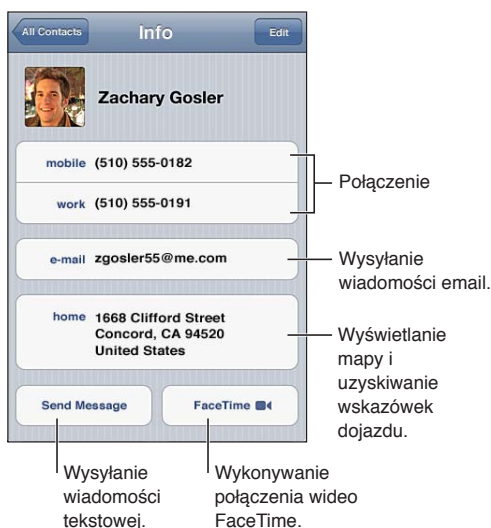 All Contacts Info Edit
Zachary Gosler
mobile (510) 555-0182
work (510) 555-0191
Połączenie
e-mail zgosler55@me.com
Wysyłanie
wiadomości email.
home 1668 Clifford Street
Concord, CA 94520
United States
Wyświetlanie
mapy i
uzyskiwanie
wskazówek
dojazdu.
Send Message FaceTime
Wysyłanie
wiadomości
tekstowej.
Wykonywanie
połączenia wideo
FaceTime.